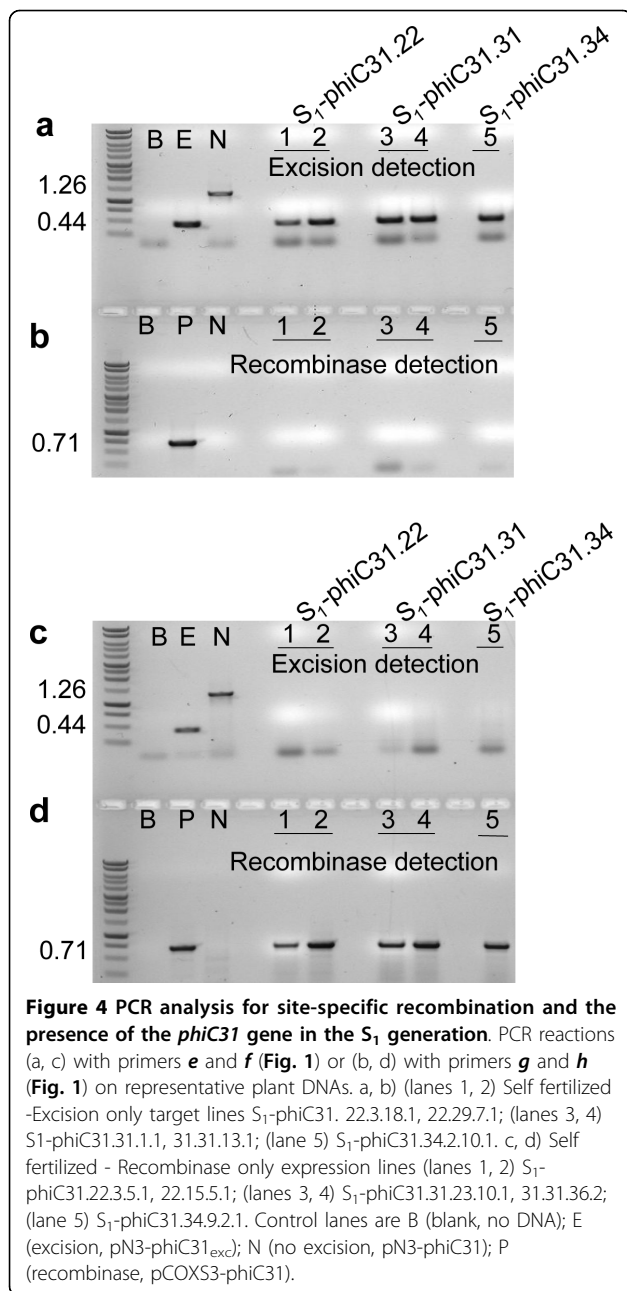 S1-phiC31.22
S1-phiC31.31
S1-phiC31.34
a
B E N 1 2 3 4 5
Excision detection
1.26
0.44
b
B P N 1 2 3 4 5
Recombinase detection
0.71
S1-phiC31.22
S1-phiC31.31
S1-phiC31.34
c
B E N 1 2 3 4 5
Excision detection
1.26
0.44
d
B P N 1 2 3 4 5
Recombinase detection
0.71
Figure 4 PCR analysis for site-specific recombination and the
presence of the phiC31 gene in the S1 generation. PCR reactions
(a, c) with primers e and f (Fig. 1) or (b, d) with primers g and h
(Fig. 1) on representative plant DNAs. a, b) (lanes 1, 2) Self fertilized
-Excision only target lines S1-phiC31. 22.3.18.1, 22.29.7.1; (lanes 3, 4)
S1-phiC31.31.1.1, 31.31.13.1; (lane 5) S1-phiC31.34.2.10.1. c, d) Self
fertilized - Recombinase only expression lines (lanes 1, 2) S1-
phiC31.22.3.5.1, 22.15.5.1; (lanes 3, 4) S1-phiC31.31.23.10.1, 31.31.36.2;
(lane 5) S1-phiC31.34.9.2.1. Control lanes are B (blank, no DNA); E
(excision, pN3-phiC31exc); N (no excision, pN3-phiC31); P
(recombinase, pCOXS3-phiC31).